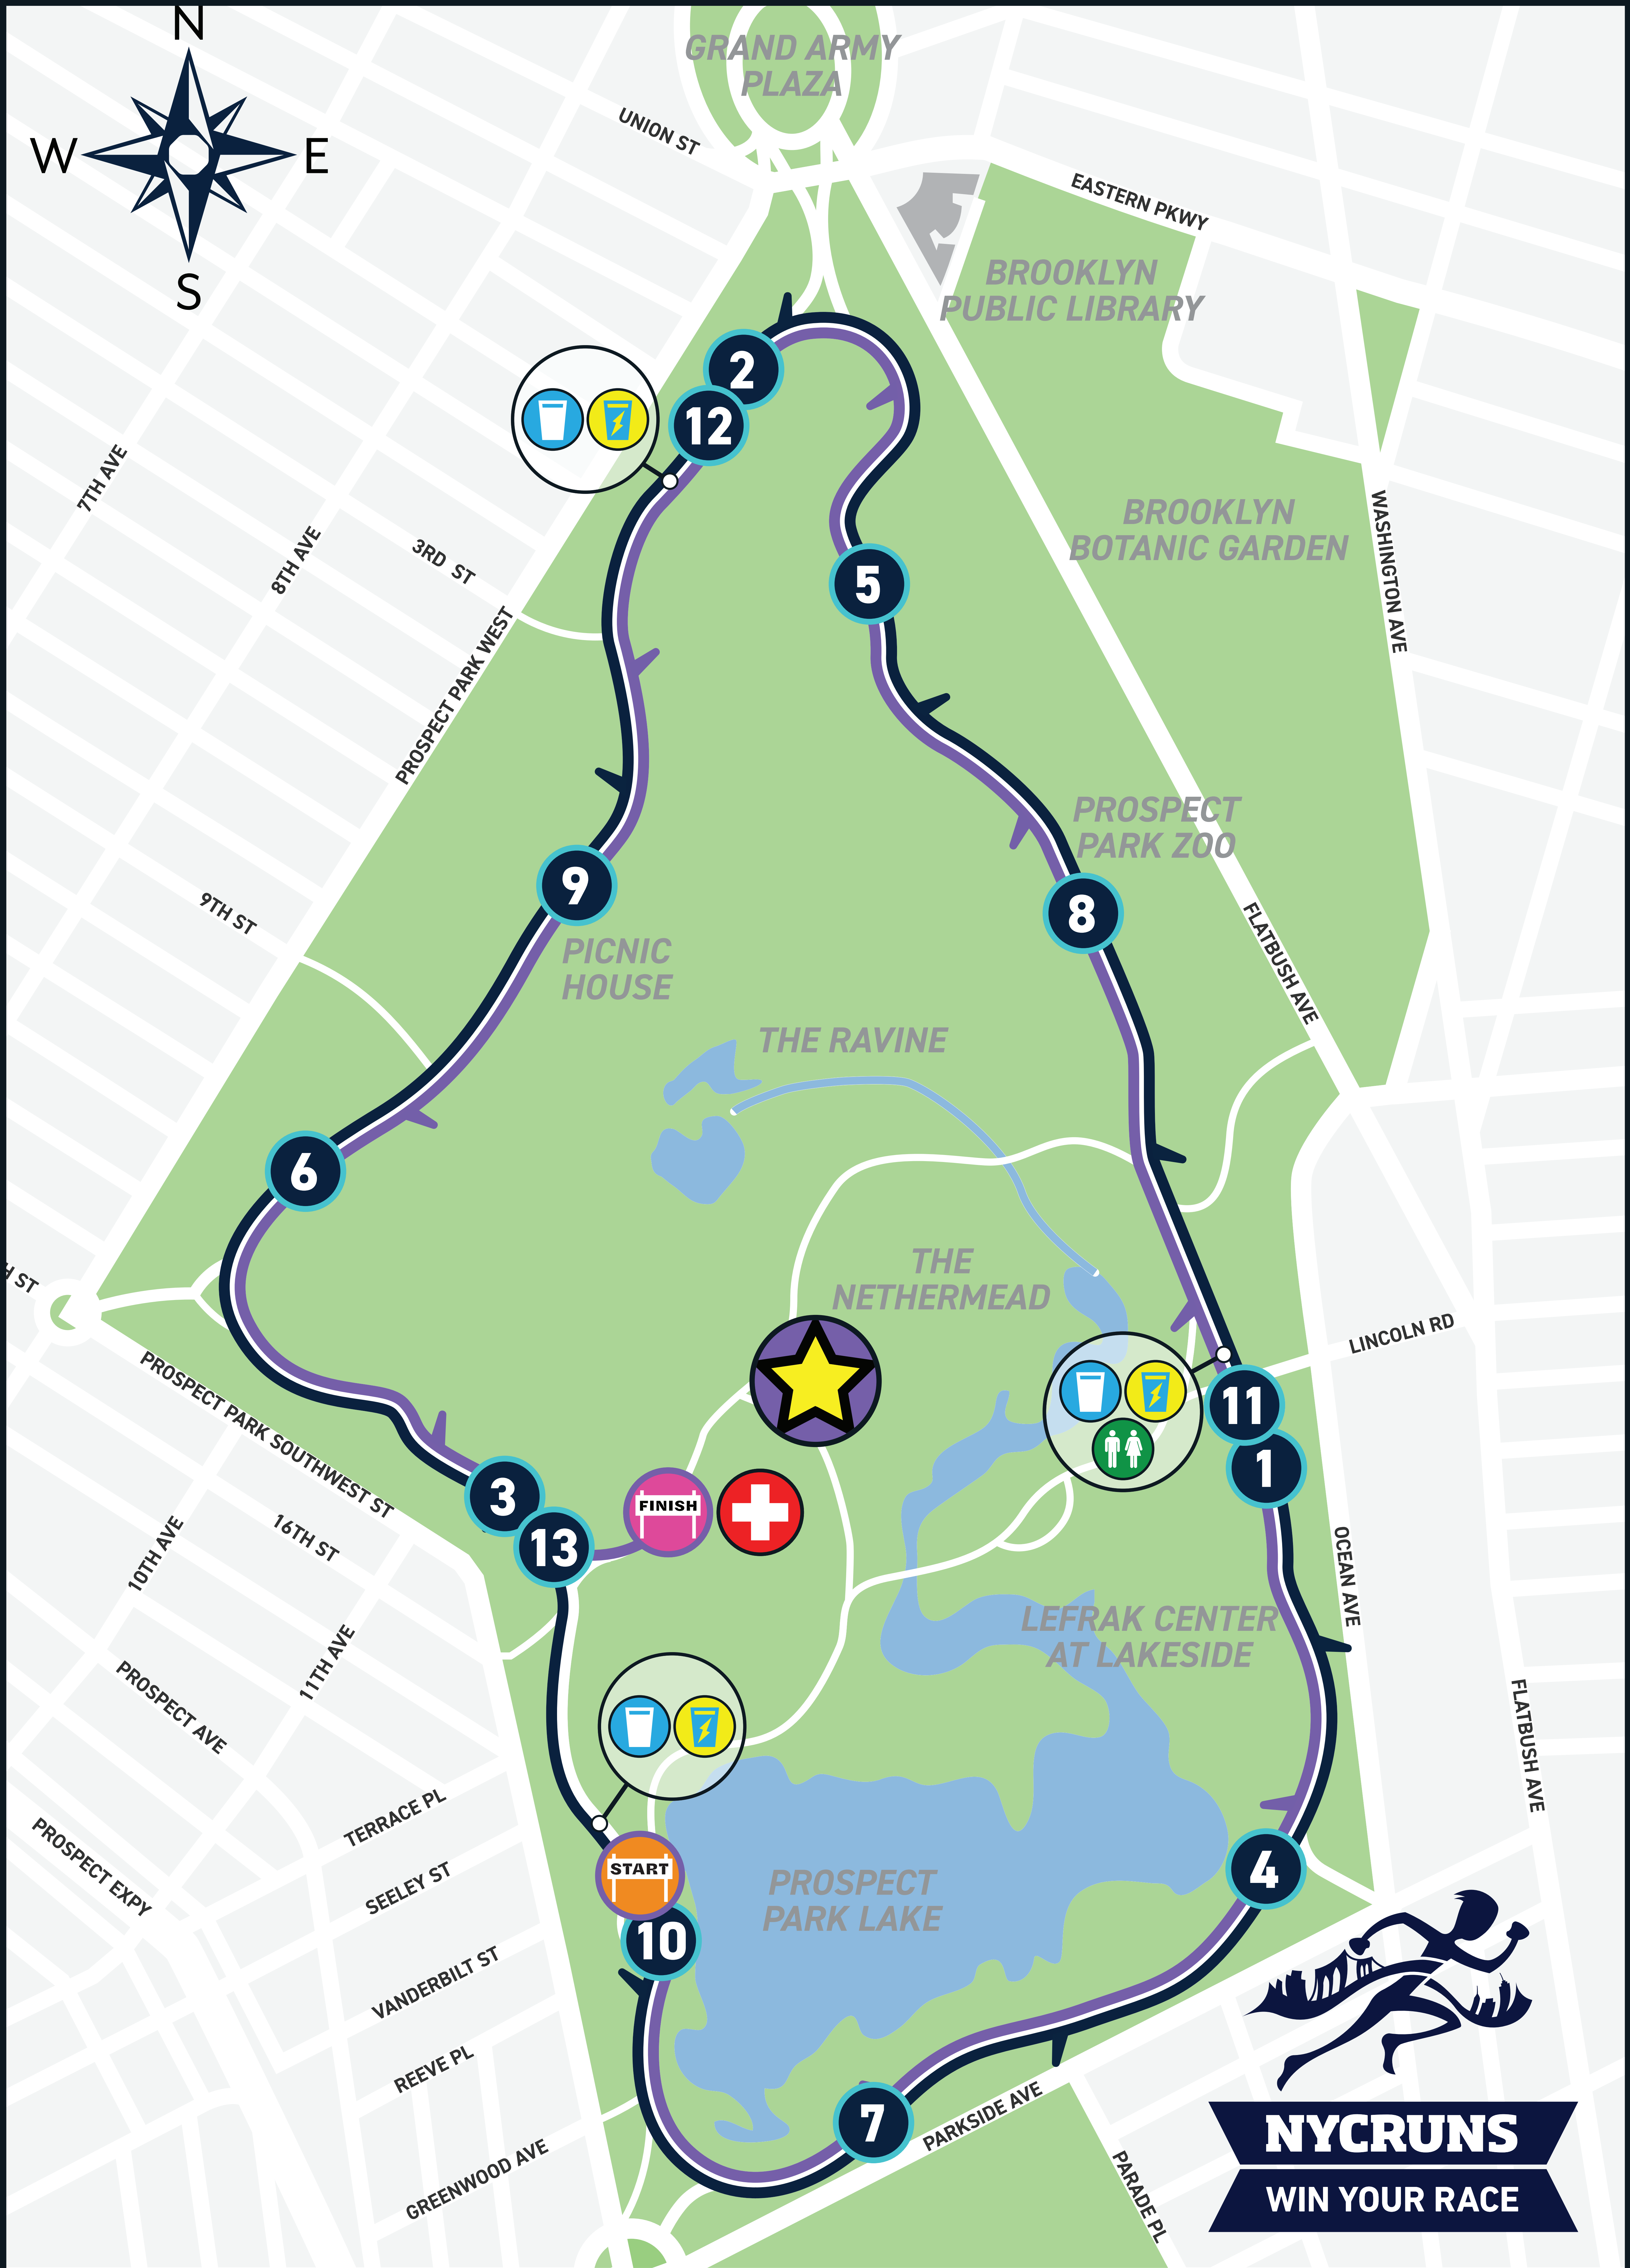 N
W
E
S
GRAND ARMY
PLAZA
UNION ST
EASTERN PKWY
BROOKLYN
PUBLIC LIBRARY
2
12
7TH AVE
8TH AVE
3RD ST
BROOKLYN
BOTANIC GARDEN
WASHINGTON AVE
5
PROSPECT PARK WEST
PROSPECT
PARK ZOO
9
8
9TH ST
PICNIC
HOUSE
FLATBUSH AVE
THE RAVINE
6
THE
NETHERMEAD
H ST
LINCOLN RD
PROSPECT PARK SOUTHWEST ST
11
1
3
13
FINISH
16TH ST
10TH AVE
OCEAN AVE
LEFRAK CENTER
AT LAKESIDE
11TH AVE
PROSPECT AVE
FLATBUSH AVE
TERRACE PL
PROSPECT EXPY
SEELEY ST
START
4
PROSPECT
PARK LAKE
10
VANDERBILT ST
REEVE PL
7
PARKSIDE AVE
GREENWOOD AVE
PARADE PL
NYCRUNS
WIN YOUR RACE